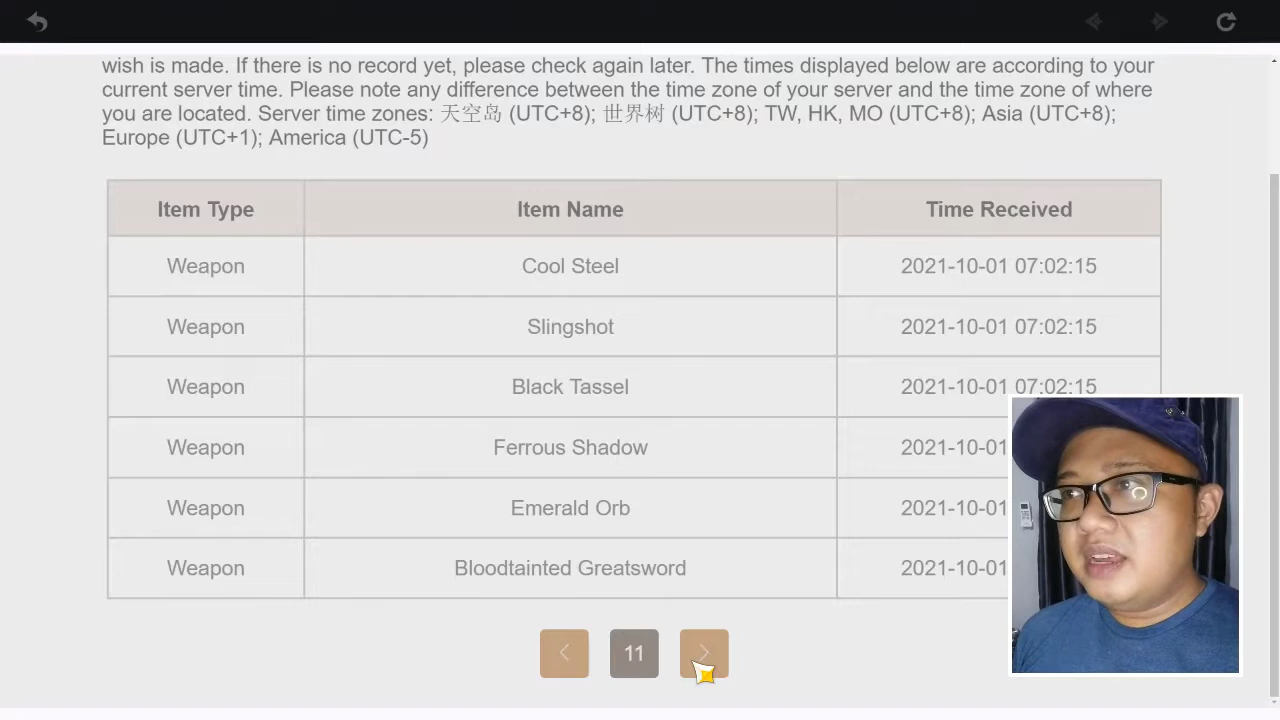 wish is made. If there is no record yet, please check again later. The times displayed below are according to your
current server time. Please note any difference between the time zone of your server and the time zone of where
you are located. Server time zones: 天空岛 (UTC+8); 世界树 (UTC+8); TW, HK, MO (UTC+8); Asia (UTC+8);
Europe (UTC+1); America (UTC-5)
Item Type Item Name Time Received
Weapon Cool Steel 2021-10-01 07:02:15
Weapon Slingshot 2021-10-01 07:02:15
Weapon Black Tassel 2021-10-01 07:02:15
Weapon Ferrous Shadow 2021-10-01
Weapon Emerald Orb 2021-10-01
Weapon Bloodtainted Greatsword 2021-10-01
11